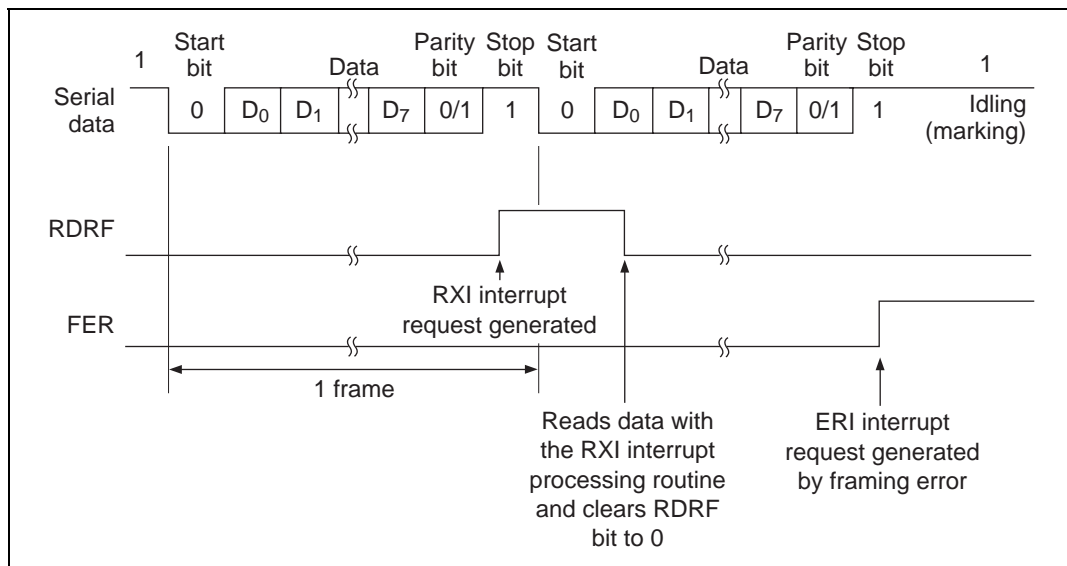 1 Start bit Data Parity bit Stop bit Start bit Data Parity bit Stop bit 1
Serial data 0 D0 D1 D7 0/1 1 0 D0 D1 D7 0/1 1 Idling (marking)
RDRF
RXI interrupt
request generated
FER
1 frame
Reads data with
the RXI interrupt
processing routine
and clears RDRF
bit to 0
ERI interrupt
request generated
by framing error